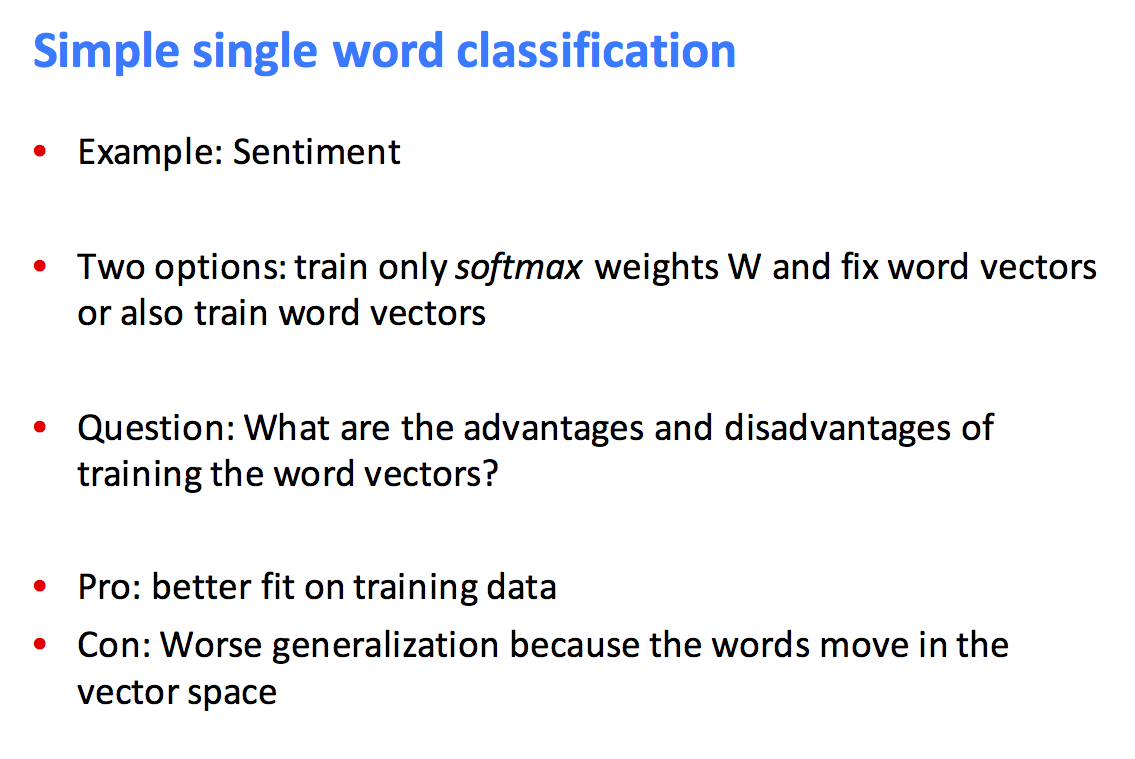 Simple single word classification
• Example: Sentiment
• Two options: train only softmax weights W and fix word vectors
or also train word vectors
• Question: What are the advantages and disadvantages of
training the word vectors?
• Pro: better fit on training data
• Con: Worse generalization because the words move in the
vector space